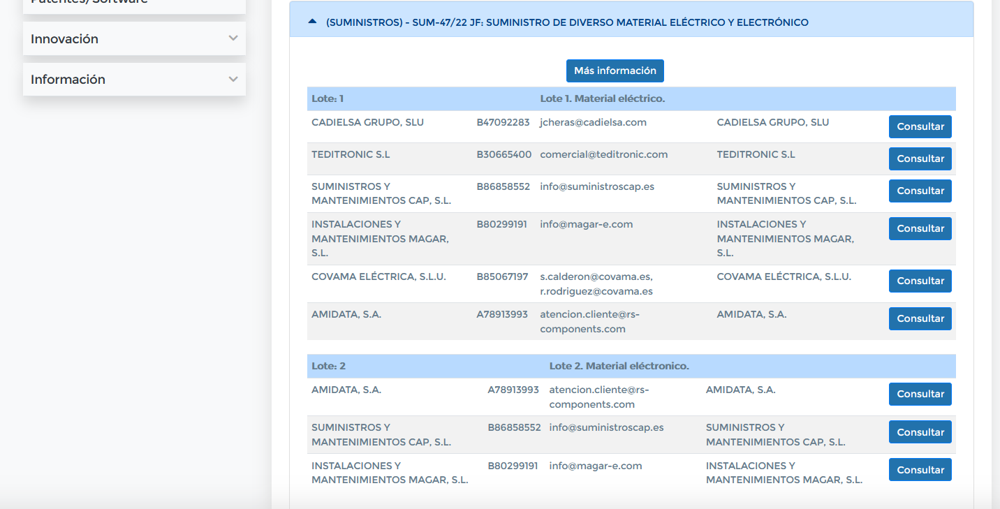 Patentes/Software
Innovación
Información
(SUMINISTROS) - SUM-47/22 JF: SUMINISTRO DE DIVERSO MATERIAL ELÉCTRICO Y ELECTRÓNICO
Más información
Lote: 1 Lote 1. Material eléctrico.
CADIELSA GRUPO, SLU B47092283 jcheras@cadielsa.com CADIELSA GRUPO, SLU Consultar
TEDITRONIC S.L B30665400 comercial@teditronic.com TEDITRONIC S.L Consultar
SUMINISTROS Y B86858552 info@suministroscap.es SUMINISTROS Y Consultar
MANTENIMIENTOS CAP, S.L. MANTENIMIENTOS CAP, S.L.
INSTALACIONES Y B80299191 info@magar-e.com INSTALACIONES Y Consultar
MANTENIMIENTOS MAGAR, MANTENIMIENTOS MAGAR,
S.L. S.L.
COVAMA ELÉCTRICA, S.L.U. B85067197 s.calderon@covama.es, COVAMA ELÉCTRICA, S.L.U. Consultar
r.rodriguez@covama.es
AMIDATA, S.A. A78913993 atencion.cliente@rs- AMIDATA, S.A. Consultar
components.com
Lote: 2 Lote 2. Material eléctronico.
AMIDATA, S.A. A78913993 atencion.cliente@rs- AMIDATA, S.A. Consultar
components.com
SUMINISTROS Y B86858552 info@suministroscap.es SUMINISTROS Y Consultar
MANTENIMIENTOS CAP, S.L. MANTENIMIENTOS CAP, S.L.
INSTALACIONES Y B80299191 info@magar-e.com INSTALACIONES Y Consultar
MANTENIMIENTOS MAGAR, S.L. MANTENIMIENTOS MAGAR, S.L.